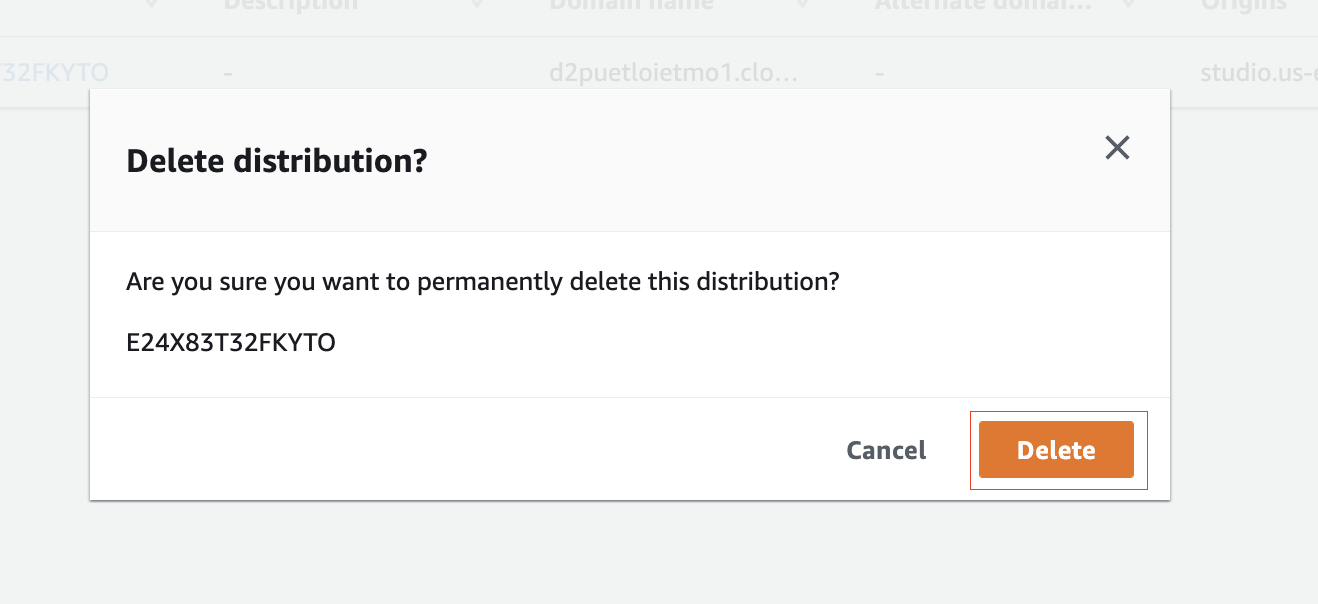 Description Domain name Alternate domai... Origins
T32FKYTO - d2puetloietmo1.clo... - studio.us-e
Delete distribution?
Are you sure you want to permanently delete this distribution?
E24X83T32FKYTO
Cancel Delete